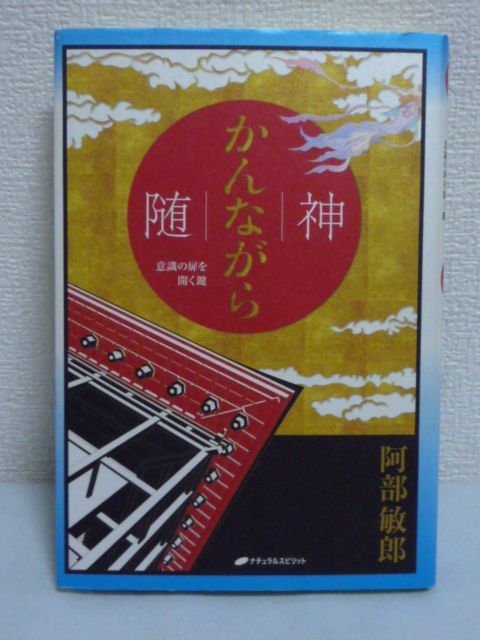 随神
かんながら
意識の扉を
開く鍵
阿部敏郎
ナチュラルスピリット